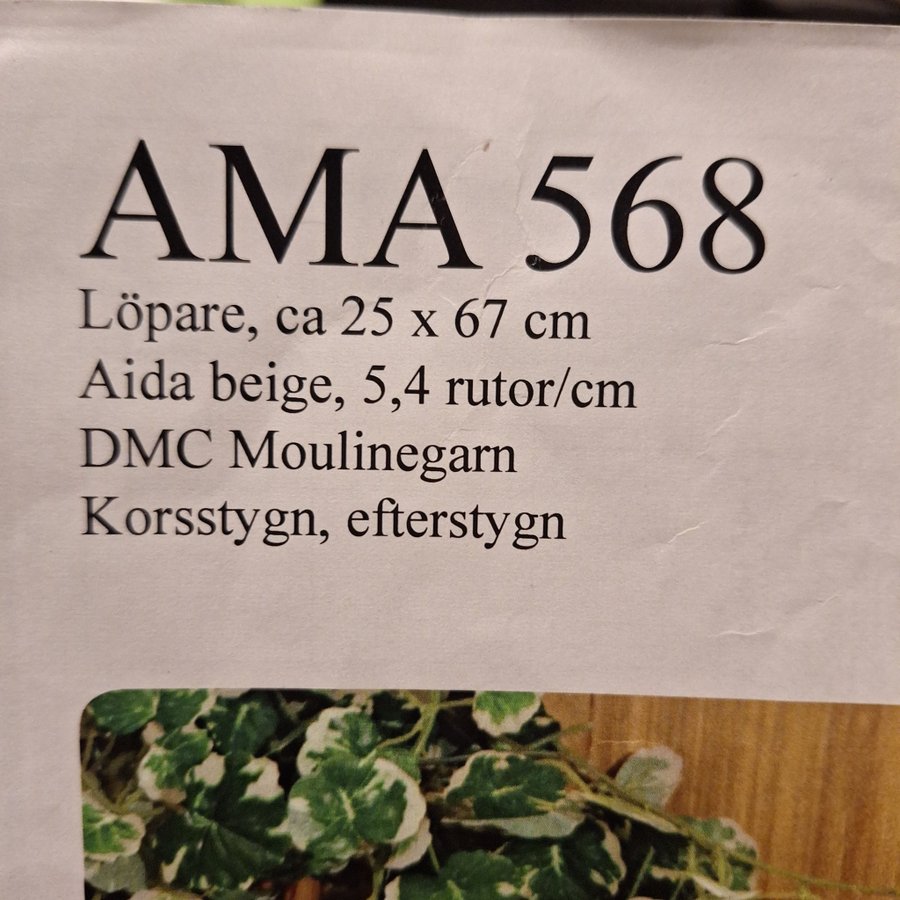 AMA 568
Löpare, ca 25 x 67 cm
Aida beige, 5,4 rutor/cm
DMC Moulinegarn
Korsstygn, efterstygn